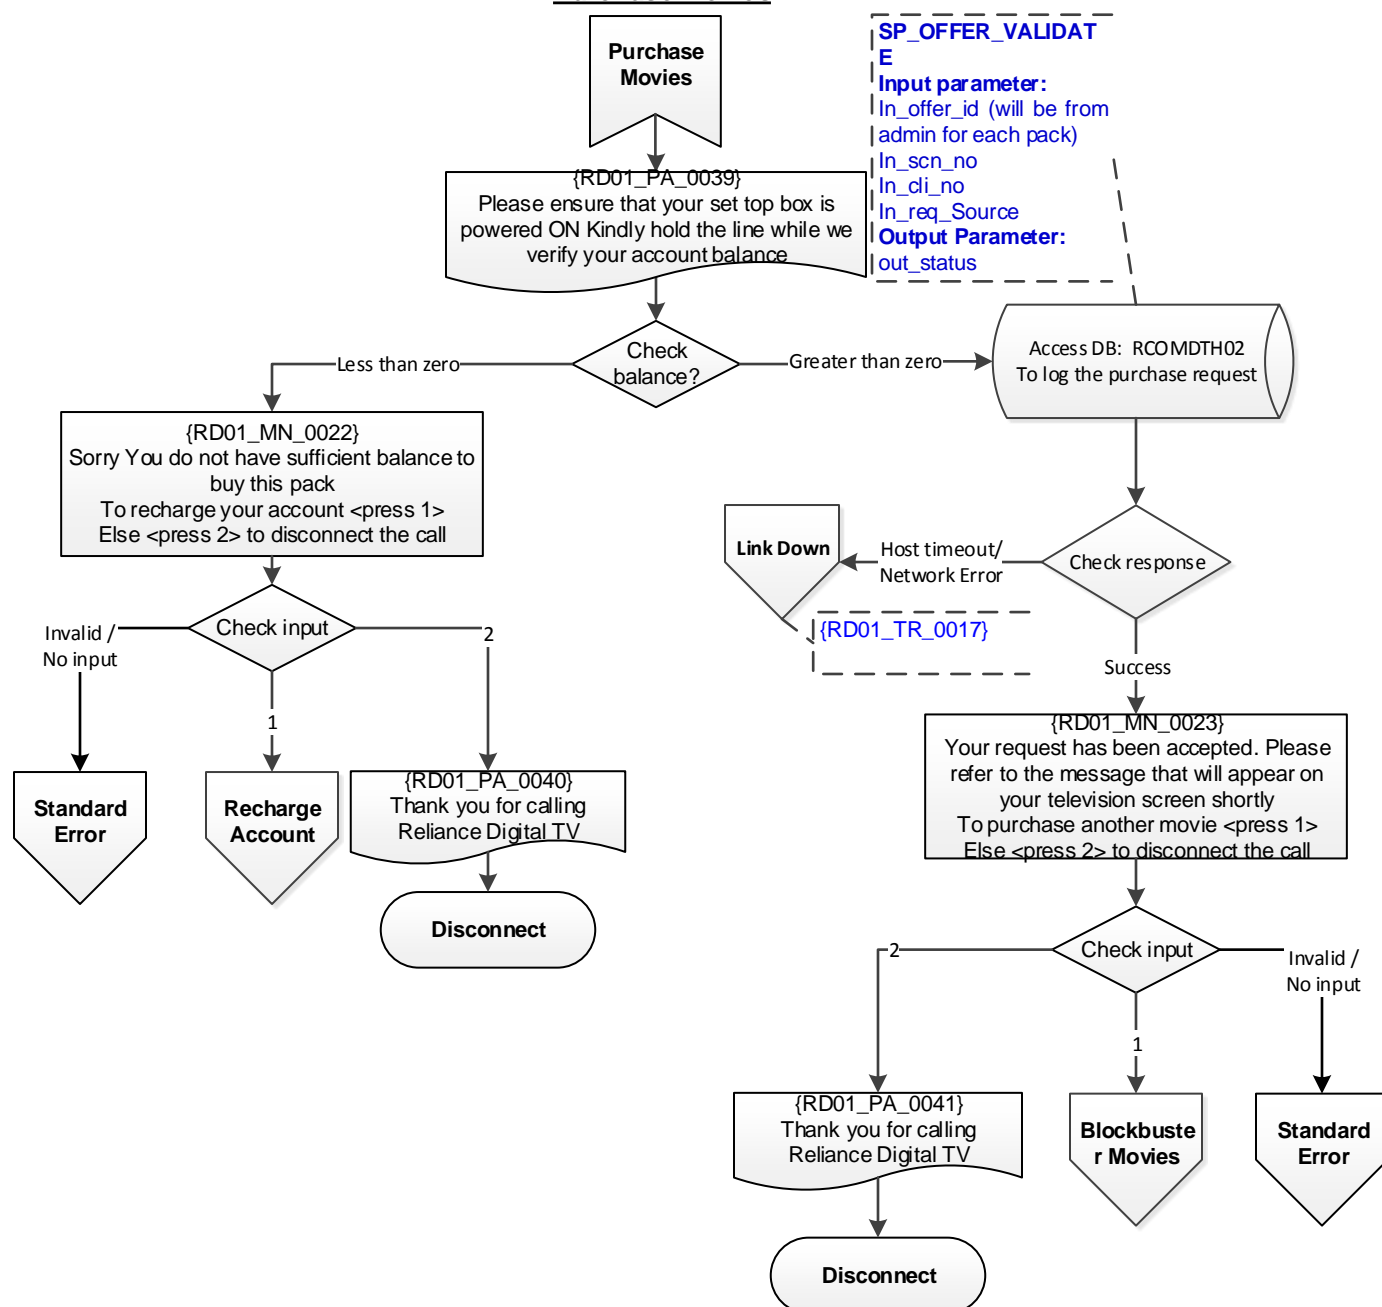 Purchase
Movies
SP_OFFER_VALIDAT
E
Input parameter:
In_offer_id (will be from
admin for each pack)
In_scn_no
In_cli_no
In_req_Source
Output Parameter:
out_status
{RD01_PA_0039}
Please ensure that your set top box is
powered ON Kindly hold the line while we
verify your account balance
Check
balance?
Less than zero
Greater than zero
Access DB: RCOMDTH02
To log the purchase request
{RD01_MN_0022}
Sorry You do not have sufficient balance to
buy this pack
To recharge your account <press 1>
Else <press 2> to disconnect the call
Link Down
Host timeout/
Network Error
Check response
{RD01_TR_0017}
Success
Check input
Invalid /
No input
2
1
Standard
Error
Recharge
Account
{RD01_PA_0040}
Thank you for calling
Reliance Digital TV
Disconnect
{RD01_MN_0023}
Your request has been accepted. Please
refer to the message that will appear on
your television screen shortly
To purchase another movie <press 1>
Else <press 2> to disconnect the call
Check input
2
Invalid /
No input
1
{RD01_PA_0041}
Thank you for calling
Reliance Digital TV
Blockbuste
r Movies
Standard
Error
Disconnect